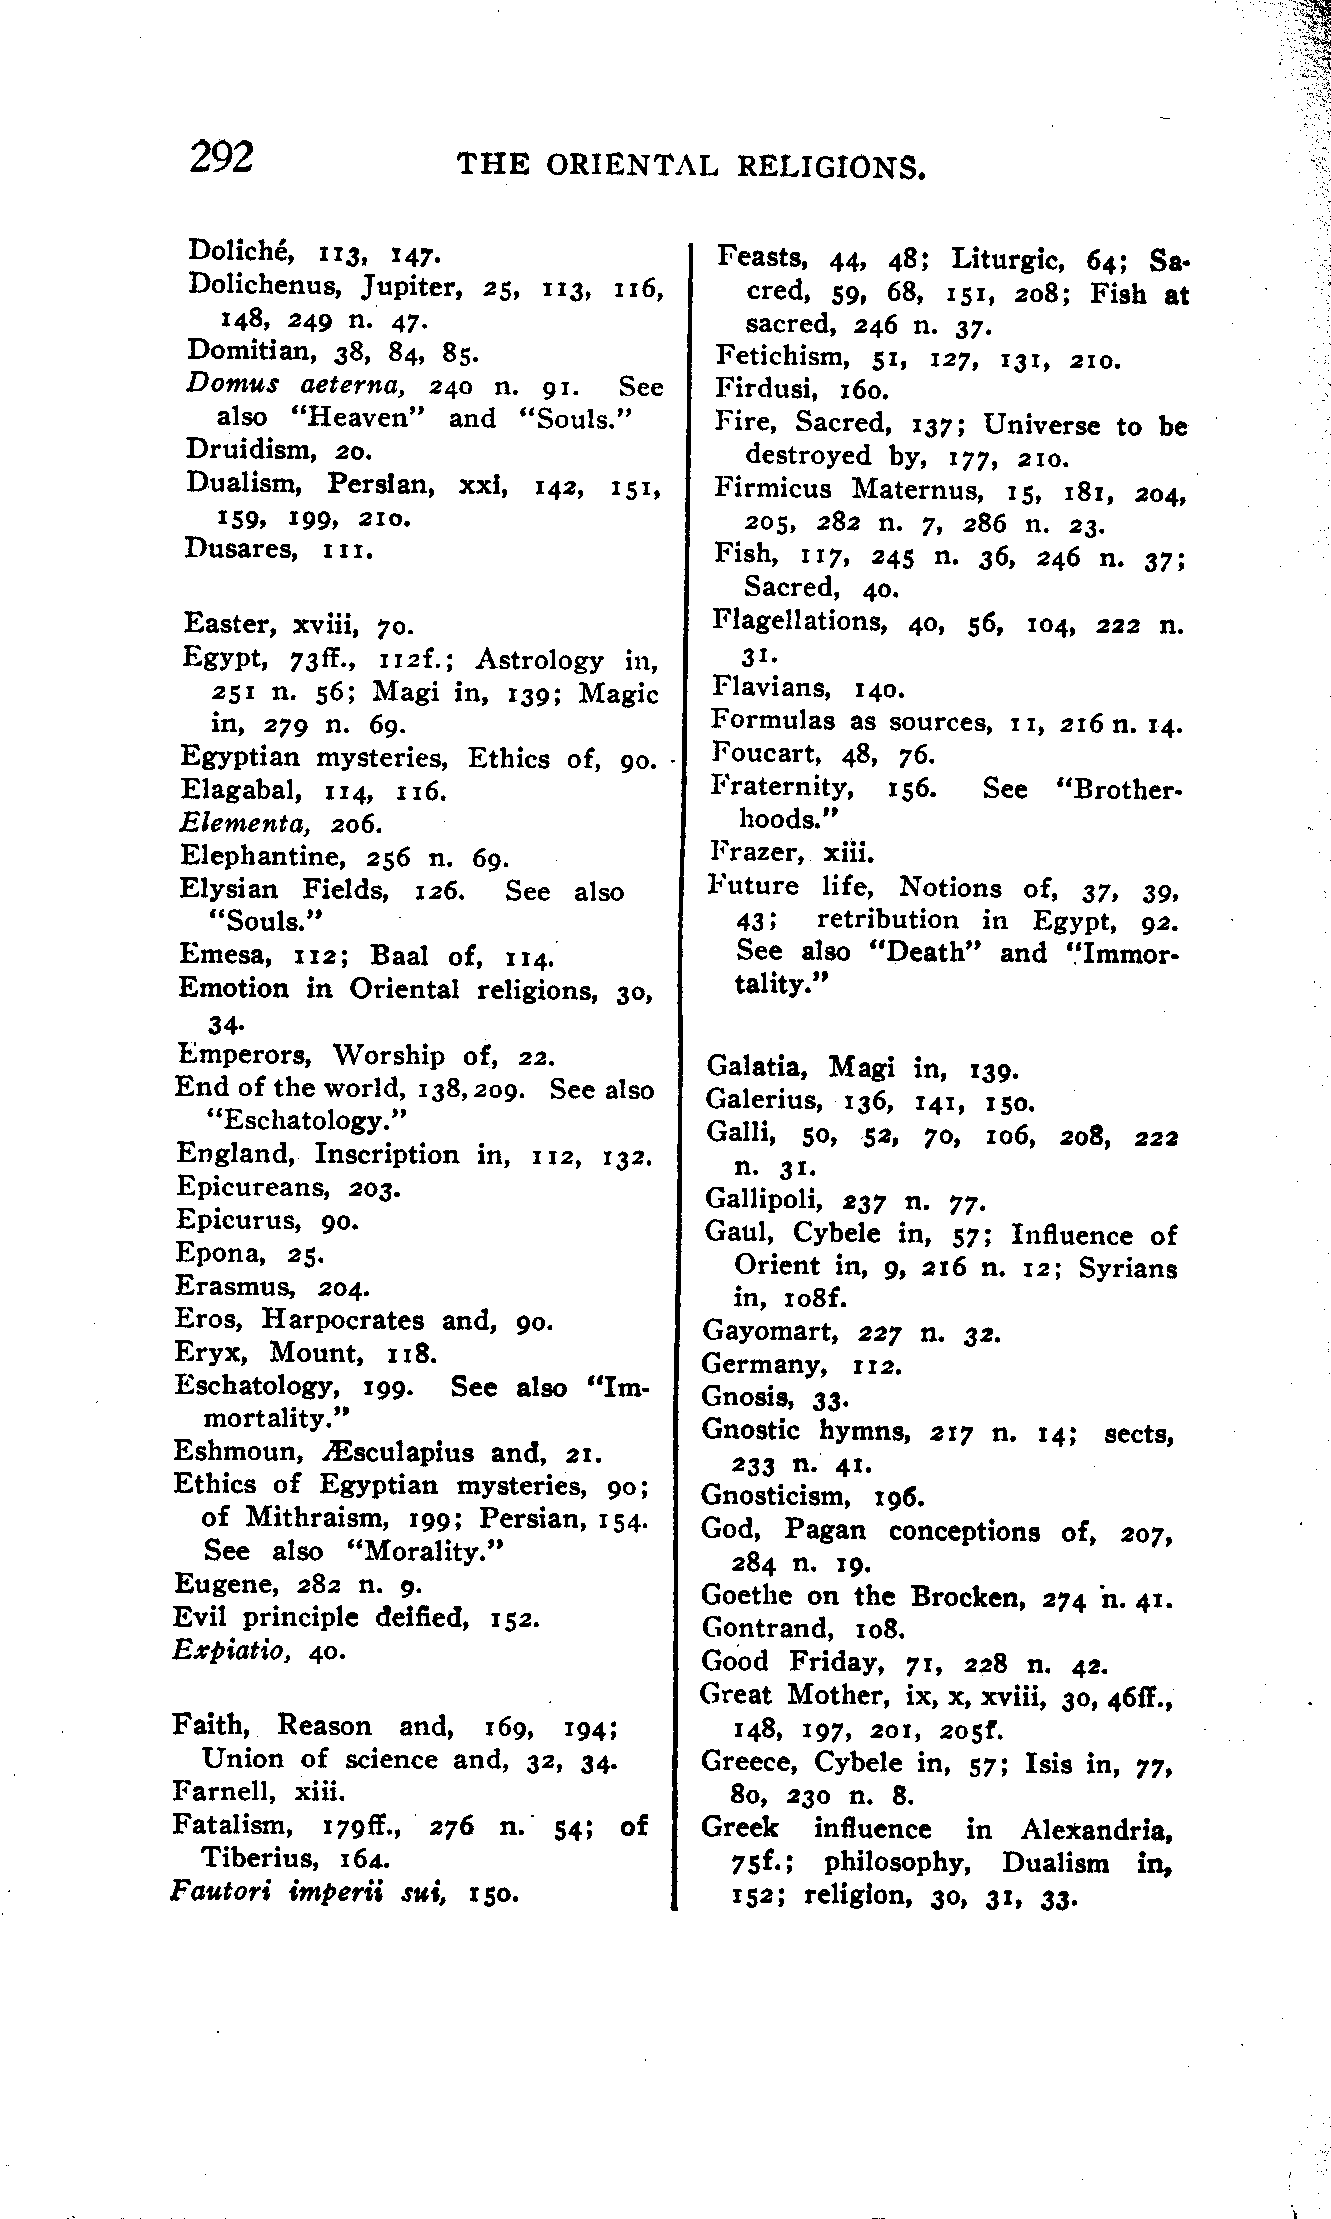 292
THE ORIENTAL RELIGIONS.
Doliché, 113, 147.
Dolichenus, Jupiter, 25, 113, 116,
148, 249 n. 47.
Domitian, 38, 84, 85.
Domus aeterna, 240 n. 91. See
also "Heaven" and "Souls."
Druidism, 20.
Dualism, Persian, xxi, 142, 151,
159, 199, 210.
Dusares, 111.
Easter, xviii, 70.
Egypt, 73ff., 112f.; Astrology in,
251 n. 56; Magi in, 139; Magic
in, 279 n. 69.
Egyptian mysteries, Ethics of, 90.
Elagabal, 114, 116.
Elementa, 206.
Elephantine, 256 n. 69.
Elysian Fields, 126. See also
"Souls."
Emesa, 112; Baal of, 114.
Emotion in Oriental religions, 30,
34.
Emperors, Worship of, 22.
End of the world, 138, 209. See also
"Eschatology."
England, Inscription in, 112, 132.
Epicureans, 203.
Epicurus, 90.
Epona, 25.
Erasmus, 204.
Eros, Harpocrates and, 90.
Eryx, Mount, 118.
Eschatology, 199. See also "Im-
mortality."
Eshmoun, Æsculapius and, 21.
Ethics of Egyptian mysteries, 90;
of Mithraism, 199; Persian, 154.
See also "Morality."
Eugene, 282 n. 9.
Evil principle deified, 152.
Expiatio, 40.
Faith, Reason and, 169, 194;
Union of science and, 32, 34.
Farnell, xiii.
Fatalism, 179ff., 276 n. 54; of
Tiberius, 164.
Fautori imperii sui, 150.
Feasts, 44, 48; Liturgic, 64; Sa-
cred, 59, 68, 151, 208; Fish at
sacred, 246 n. 37.
Fetichism, 51, 127, 131, 210.
Firdusi, 160.
Fire, Sacred, 137; Universe to be
destroyed by, 177, 210.
Firmicus Maternus, 15, 181, 204,
205, 282 n. 7, 286 n. 23.
Fish, 117, 245 n. 36, 246 n. 37;
Sacred, 40.
Flagellations, 40, 56, 104, 222 n.
31.
Flavians, 140.
Formulas as sources, 11, 216 n. 14.
Foucart, 48, 76.
Fraternity, 156. See "Brother-
hoods."
Frazer, xiii.
Future life, Notions of, 37, 39,
43; retribution in Egypt, 92.
See also "Death" and "Immor-
tality."
Galatia, Magi in, 139.
Galerius, 136, 141, 150.
Galli, 50, 52, 70, 106, 208, 222
n. 31.
Gallipoli, 237 n. 77.
Gaul, Cybele in, 57; Influence of
Orient in, 9, 216 n. 12; Syrians
in, 108f.
Gayomart, 227 n. 32.
Germany, 112.
Gnosis, 33.
Gnostic hymns, 217 n. 14; sects,
233 n. 41.
Gnosticism, 196.
God, Pagan conceptions of, 207,
284 n. 19.
Goethe on the Brocken, 274 n. 41.
Gontrand, 108.
Good Friday, 71, 228 n. 42.
Great Mother, ix, x, xviii, 30, 46ff.,
148, 197, 201, 205f.
Greece, Cybele in, 57; Isis in, 77,
80, 230 n. 8.
Greek influence in Alexandria,
75f.; philosophy, Dualism in,
152; religion, 30, 31, 33.